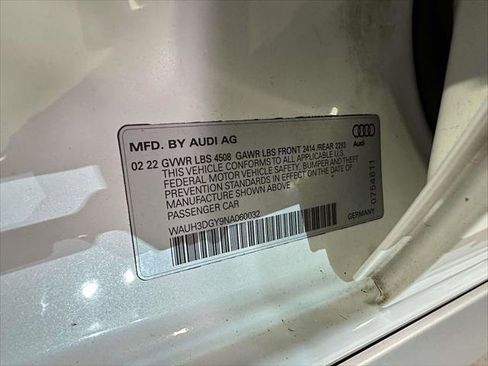 MFD. BY AUDI AG
Audi
02 22 GVWR LBS 4508 GAWR LBS FRONT 2414 /REAR 2293
THIS VEHICLE CONFORMS TO ALL APPLICABLE U.S.
FEDERAL MOTOR VEHICLE SAFETY, BUMPER AND THEFT
PREVENTION STANDARDS IN EFFECT ON THE DATE OF
MANUFACTURE SHOWN ABOVE
PASSENGER CAR
WAUH3DGY9NA060032
GERMANY
0754611